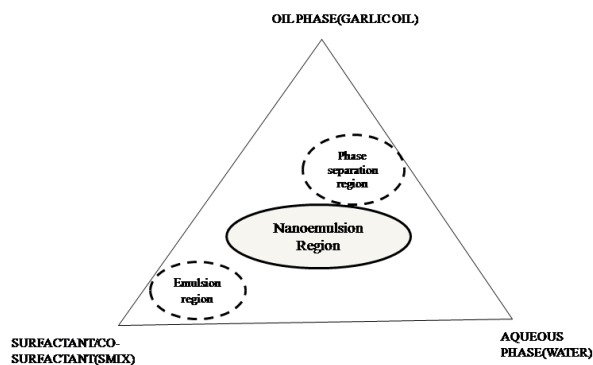 OIL PHASE(GARLIC OIL)
Phase
separation
region
Nanoemulsion
Region
Emulsion
region
SURFACTANT/CO-
SURFACTANT(SMIX)
AQUEOUS
PHASE(WATER)